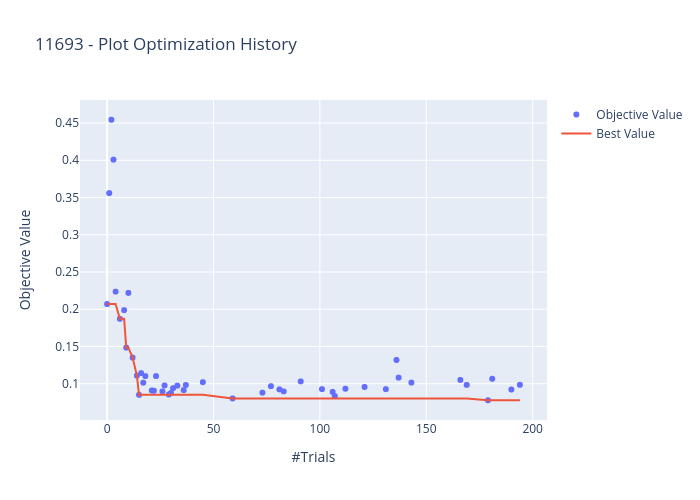 11693 - Plot Optimization History
Objective Value
Best Value
0.45
0.4
0.35
0.3
0.25
0.2
0.15
0.1
Objective Value
0
50
100
150
200
#Trials